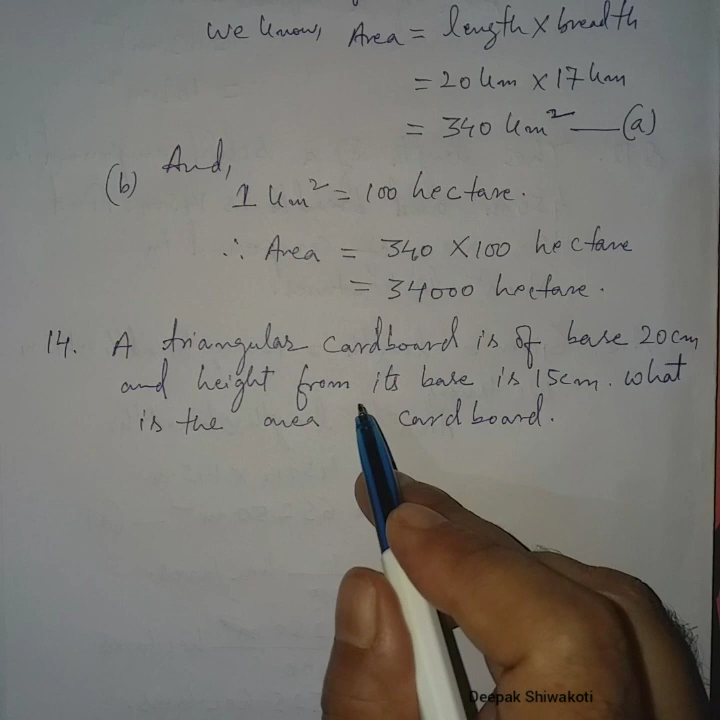 We know, Area = length X breadth
= 20 km X 17 km
= 340 km² — (a)
(b) And,
1 km² = 100 hectare.
∴ Area = 340 X 100 hectare
= 34000 hectare.
14. A triangular cardboard is of base 20cm
and height from its base is 15cm. What
is the area cardboard.
Deepak Shiwakoti